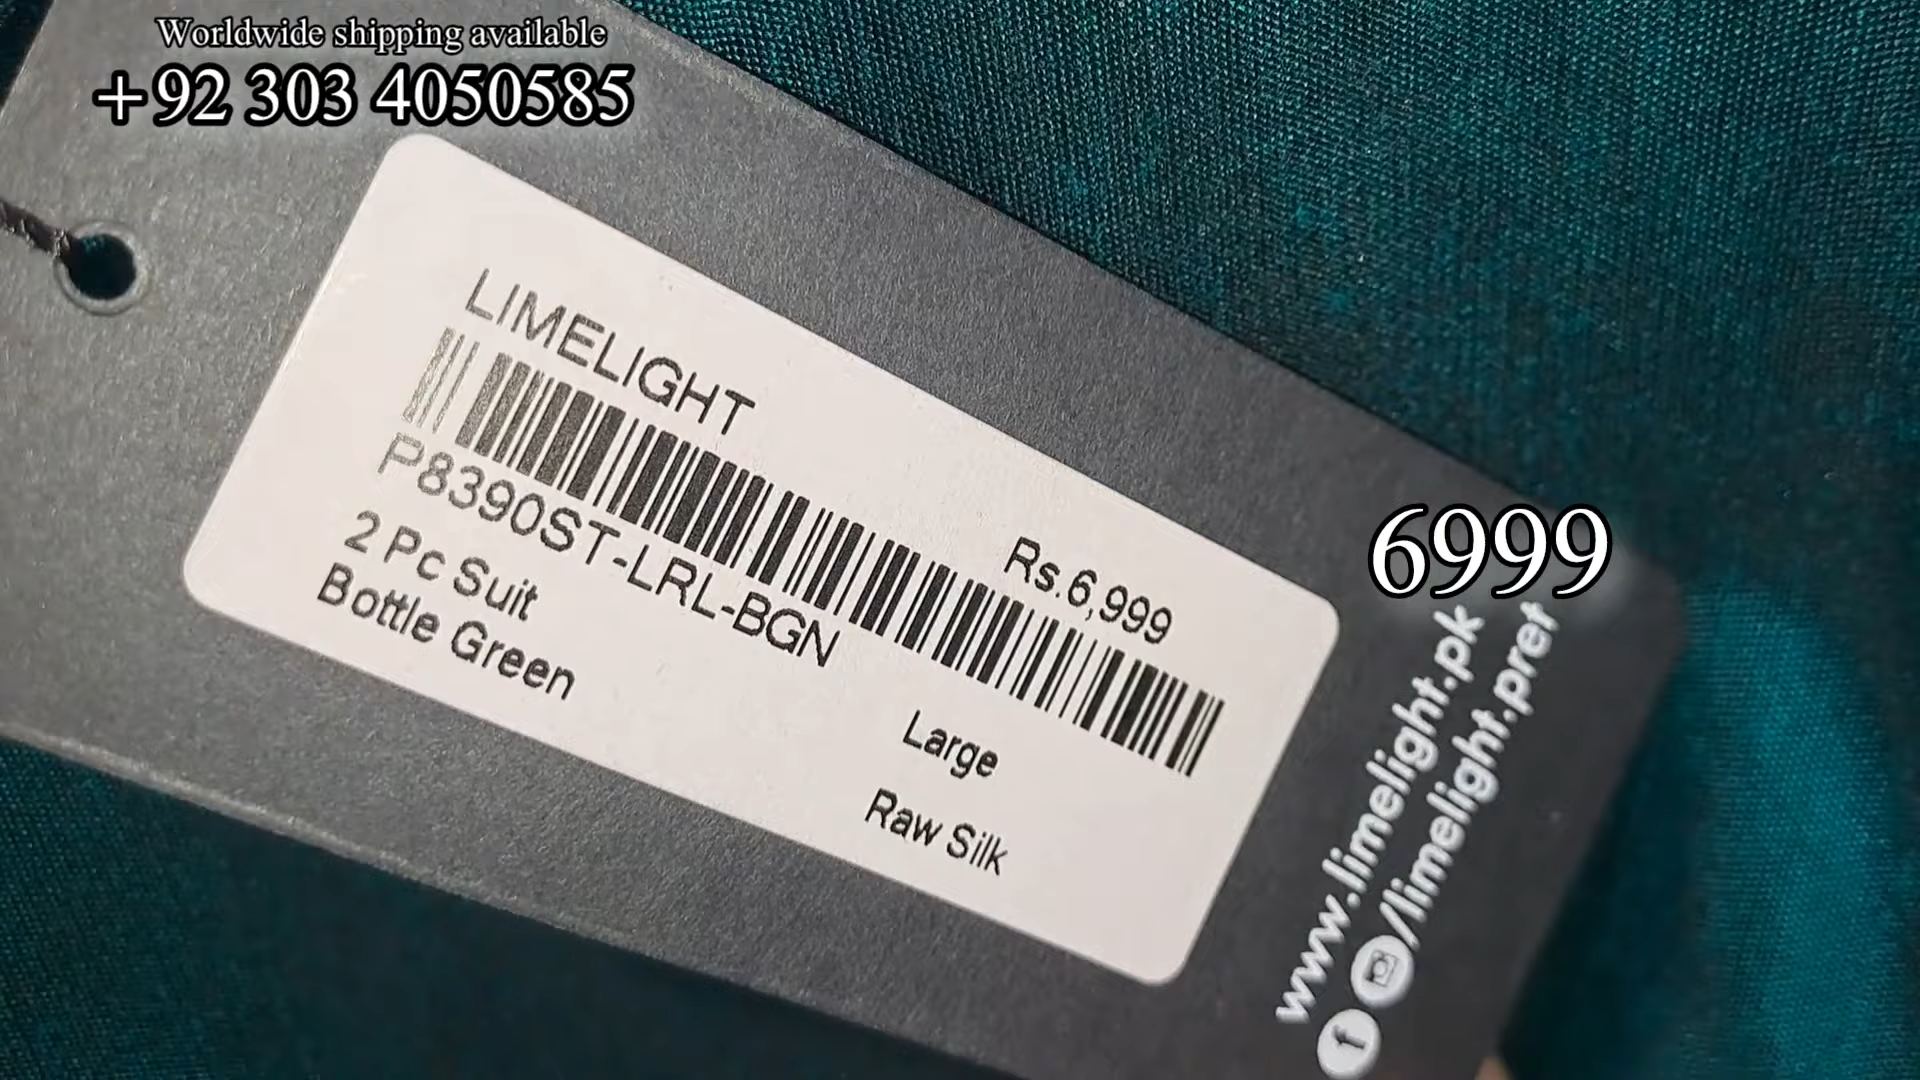 Worldwide shipping available
+92 303 4050585
LIMELIGHT
Rs.6,999
P8390ST-LRL-BGN
2 Pc Suit
Large
Bottle Green
Raw Silk
6999
www.limelight.pk
/limelight.pret